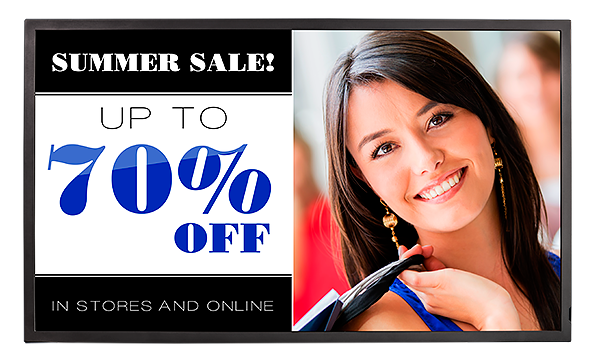 SUMMER SALE!
UP TO
70%
OFF
IN STORES AND ONLINE